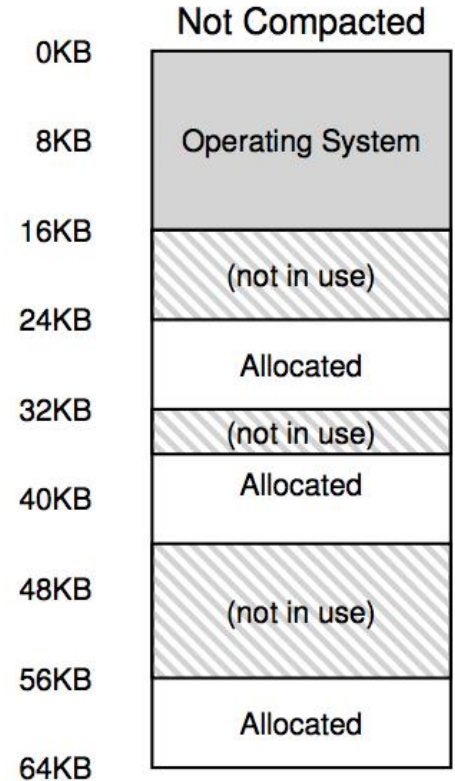 Not Compacted
0KB
8KB
Operating System
16KB
(not in use)
24KB
Allocated
32KB
(not in use)
Allocated
40KB
48KB
(not in use)
56KB
Allocated
64KB